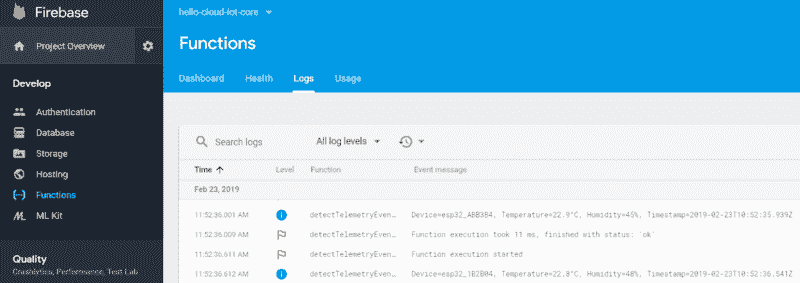 Firebase
hello-cloud-iot-core
Project Overview
Functions
Dashboard Health Logs Usage
Develop
Authentication
Database
Storage
Hosting
Functions
ML Kit
Quality
Crashlytics, Performance, Test Lab
Search logs All log levels
Time Level Function Event message
Feb 23, 2019
11:52:36.001 AM detectTelemetryEven... Device=esp32_ABB3B4, Temperature=22.9°C, Humidity=45%, Timestamp=2019-02-23T10:52:35.939Z
11:52:36.009 AM detectTelemetryEven... Function execution took 11 ms, finished with status: 'ok'
11:52:36.611 AM detectTelemetryEven... Function execution started
11:52:36.612 AM detectTelemetryEven... Device=esp32_1B2B04, Temperature=22.8°C, Humidity=48%, Timestamp=2019-02-23T10:52:36.541Z